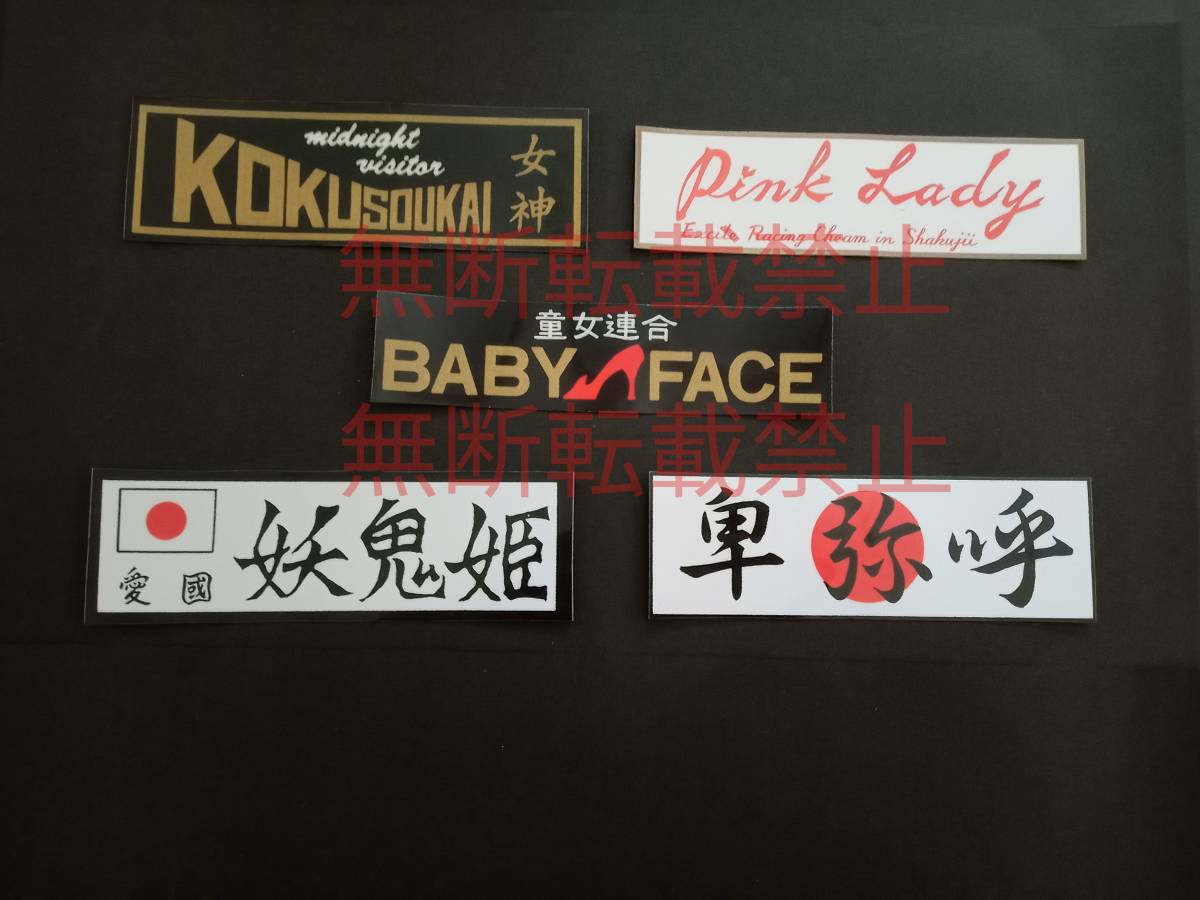 midnight
visitor
KOKUSOUKAI
女神
Pink Lady
Excite Racing Cheam in Shakujii
無断転載禁止
童女連合
BABY FACE
無断転載禁止
愛國
妖鬼姫
卑弥呼